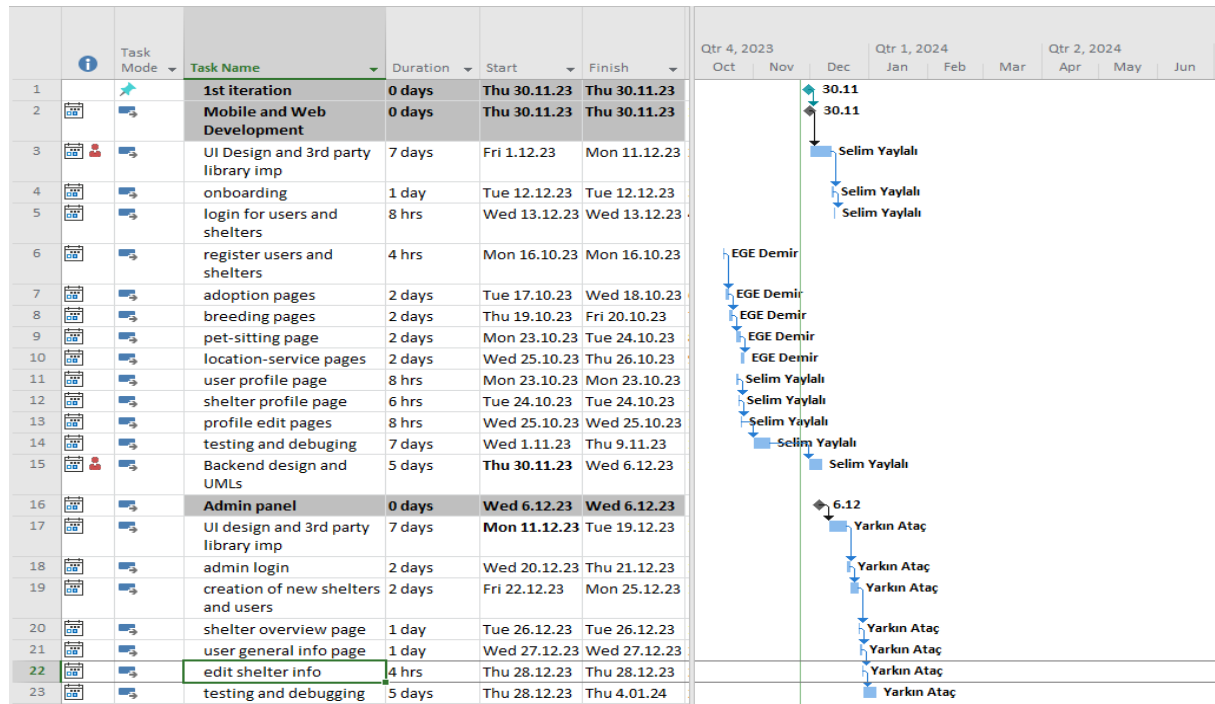 Qtr 4, 2023 Qtr 1, 2024 Qtr 2, 2024
Task Mode Task Name Duration Start Finish Oct Nov Dec Jan Feb Mar Apr May Jun
1 1st iteration 0 days Thu 30.11.23 Thu 30.11.23 30.11
2 Mobile and Web 0 days Thu 30.11.23 Thu 30.11.23 30.11
Development
3 UI Design and 3rd party 7 days Fri 1.12.23 Mon 11.12.23 Selim Yaylalı
library imp
4 onboarding 1 day Tue 12.12.23 Tue 12.12.23 Selim Yaylalı
5 login for users and 8 hrs Wed 13.12.23 Wed 13.12.23 Selim Yaylalı
shelters
6 register users and 4 hrs Mon 16.10.23 Mon 16.10.23 EGE Demir
shelters
7 adoption pages 2 days Tue 17.10.23 Wed 18.10.23 EGE Demir
8 breeding pages 2 days Thu 19.10.23 Fri 20.10.23 EGE Demir
9 pet-sitting page 2 days Mon 23.10.23 Tue 24.10.23 EGE Demir
10 location-service pages 2 days Wed 25.10.23 Thu 26.10.23 EGE Demir
11 user profile page 8 hrs Mon 23.10.23 Mon 23.10.23 Selim Yaylalı
12 shelter profile page 6 hrs Tue 24.10.23 Tue 24.10.23 Selim Yaylalı
13 profile edit pages 8 hrs Wed 25.10.23 Wed 25.10.23 Selim Yaylalı
14 testing and debuging 7 days Wed 1.11.23 Thu 9.11.23 Selim Yaylalı
15 Backend design and 5 days Thu 30.11.23 Wed 6.12.23 Selim Yaylalı
UMLs
16 Admin panel 0 days Wed 6.12.23 Wed 6.12.23 6.12
17 UI design and 3rd party 7 days Mon 11.12.23 Tue 19.12.23 Yarkın Ataç
library imp
18 admin login 2 days Wed 20.12.23 Thu 21.12.23 Yarkın Ataç
19 creation of new shelters 2 days Fri 22.12.23 Mon 25.12.23 Yarkın Ataç
and users
20 shelter overview page 1 day Tue 26.12.23 Tue 26.12.23 Yarkın Ataç
21 user general info page 1 day Wed 27.12.23 Wed 27.12.23 Yarkın Ataç
22 edit shelter info 4 hrs Thu 28.12.23 Thu 28.12.23 Yarkın Ataç
23 testing and debugging 5 days Thu 28.12.23 Thu 4.01.24 Yarkın Ataç